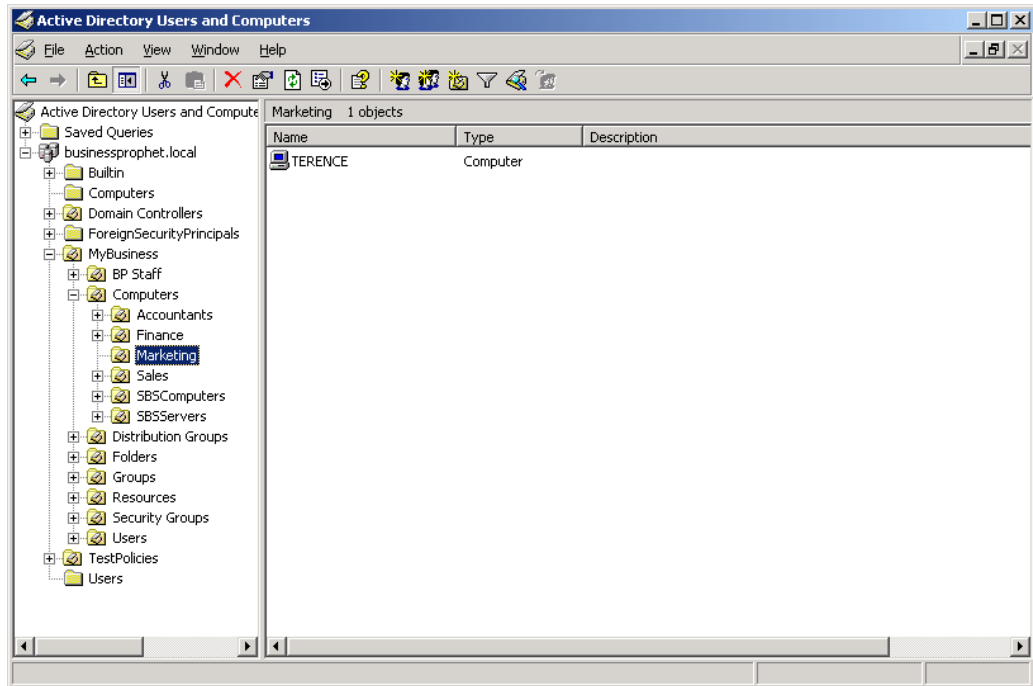 Active Directory Users and Computers
File Action View Window Help
Active Directory Users and Compute
Marketing 1 objects
Saved Queries
Name Type Description
businessprophet.local
TERENCE Computer
Builtin
Computers
Domain Controllers
ForeignSecurityPrincipals
MyBusiness
BP Staff
Computers
Accountants
Finance
Marketing
Sales
SBSComputers
SBSServers
Distribution Groups
Folders
Groups
Resources
Security Groups
Users
TestPolicies
Users